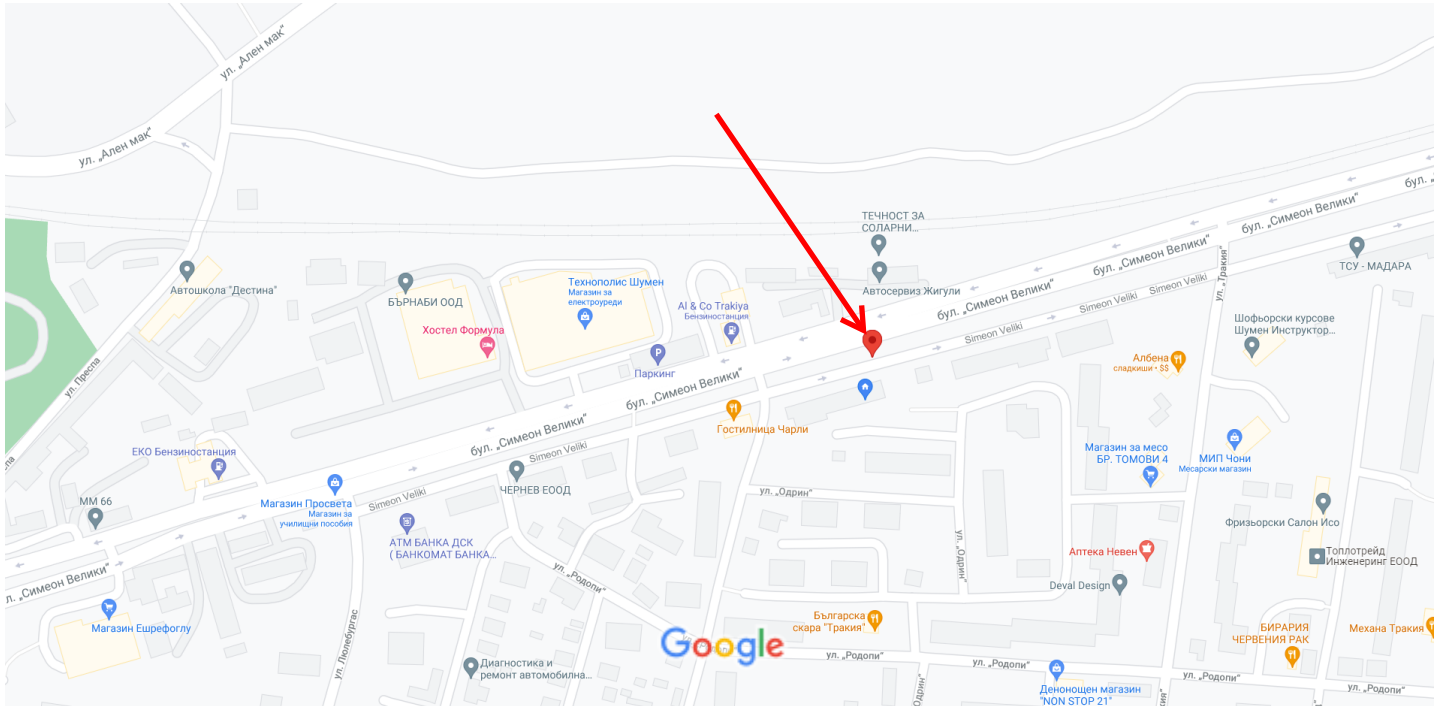 ул. „Ален мак“
ул. „Ален мак“
бул. „Симеон Велики“
ТЕЧНОСТ ЗА
СОЛАРНИ...
бул. „Симеон Велики“
ТСУ - МАДАРА
Автошкола "Дестина"
БЪРНАБИ ООД
Технополис Шумен
Магазин за
електроуреди
Автосервиз Жигули
бул. „Симеон Велики“
Simeon Veliki
Simeon Veliki
ул. „Тракия“
Al & Co Trakiya
Бензиностанция
Хостел Формула
Simeon Veliki
Шофьорски курсове
Шумен Инструктор...
P
Паркинг
Албена
сладкиши • $$
ул. Преспа
бул. „Симеон Велики“
Гостилница Чарли
бул. „Симеон Велики“
Simeon Veliki
ЕКО Бензиностанция
Магазин за месо
БР. ТОМОВИ 4
МИП Чони
Месарски магазин
ММ 66
Магазин Просвета
Магазин за
училищни пособия
Simeon Veliki
ЧЕРНЕВ ЕООД
ул. „Одрин“
Фризьорски Салон Исо
АТМ БАНКА ДСК
( БАНКОМАТ БАНКА...
ул. „Одрин“
Аптека Невен
Топлотрейд
Инженеринг ЕООД
л. „Симеон Велики“
ул. „Родопи“
Deval Design
Магазин Ешрефоглу
ул. Люлебургас
Българска
скара "Тракия"
БИРАРИЯ
ЧЕРВЕНИЯ РАК
Механа Тракия
Google
Диагностика и
ремонт автомобилна...
ул. „Родопи“
ул. „Родопи“
ул. „Родопи“
ул. „Родопи“
Денонощен магазин
"NON STOP 21"